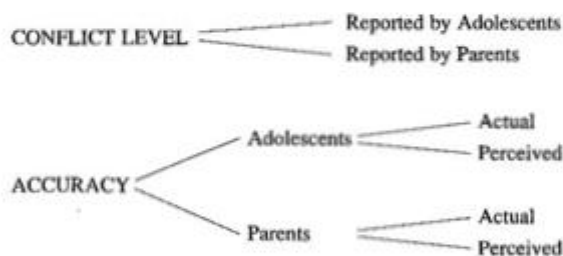 Reported by Adolescents
CONFLICT LEVEL
Reported by Parents
Actual
Adolescents
Perceived
ACCURACY
Actual
Parents
Perceived